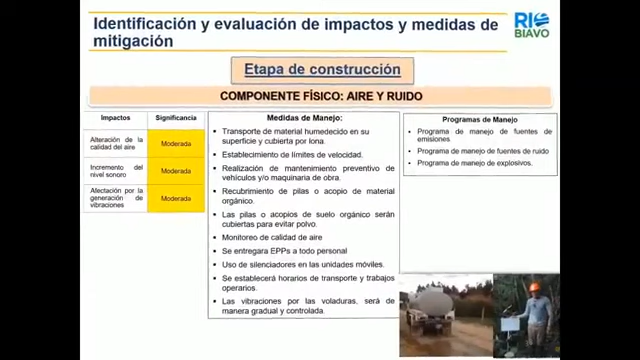 Identificación y evaluación de impactos y medidas de
mitigación
RIO
BIAVO
Etapa de construcción
COMPONENTE FÍSICO: AIRE Y RUIDO
Impactos
Significancia
Alteración de la
calidad del aire
Moderada
Incremento del
nivel sonoro
Moderada
Afectación por la
generación de
vibraciones
Moderada
Medidas de Manejo:
• Transporte de material humedecido en su
superficie y cubierta por lona.
• Establecimiento de límites de velocidad.
• Realización de mantenimiento preventivo de
vehículos y/o maquinaria de obra.
• Recubrimiento de pilas o acopio de material
orgánico.
• Las pilas o acopios de suelo orgánico serán
cubiertas para evitar polvo.
• Monitoreo de calidad de aire
• Se entregara EPPs a todo personal
• Uso de silenciadores en las unidades móviles.
• Se establecerá horarios de transporte y trabajos
operarios.
• Las vibraciones por las voladuras, será de
manera gradual y controlada.
Programas de Manejo
• Programa de manejo de fuentes de
emisiones
• Programa de manejo de fuentes de ruido
• Programa de manejo de explosivos.